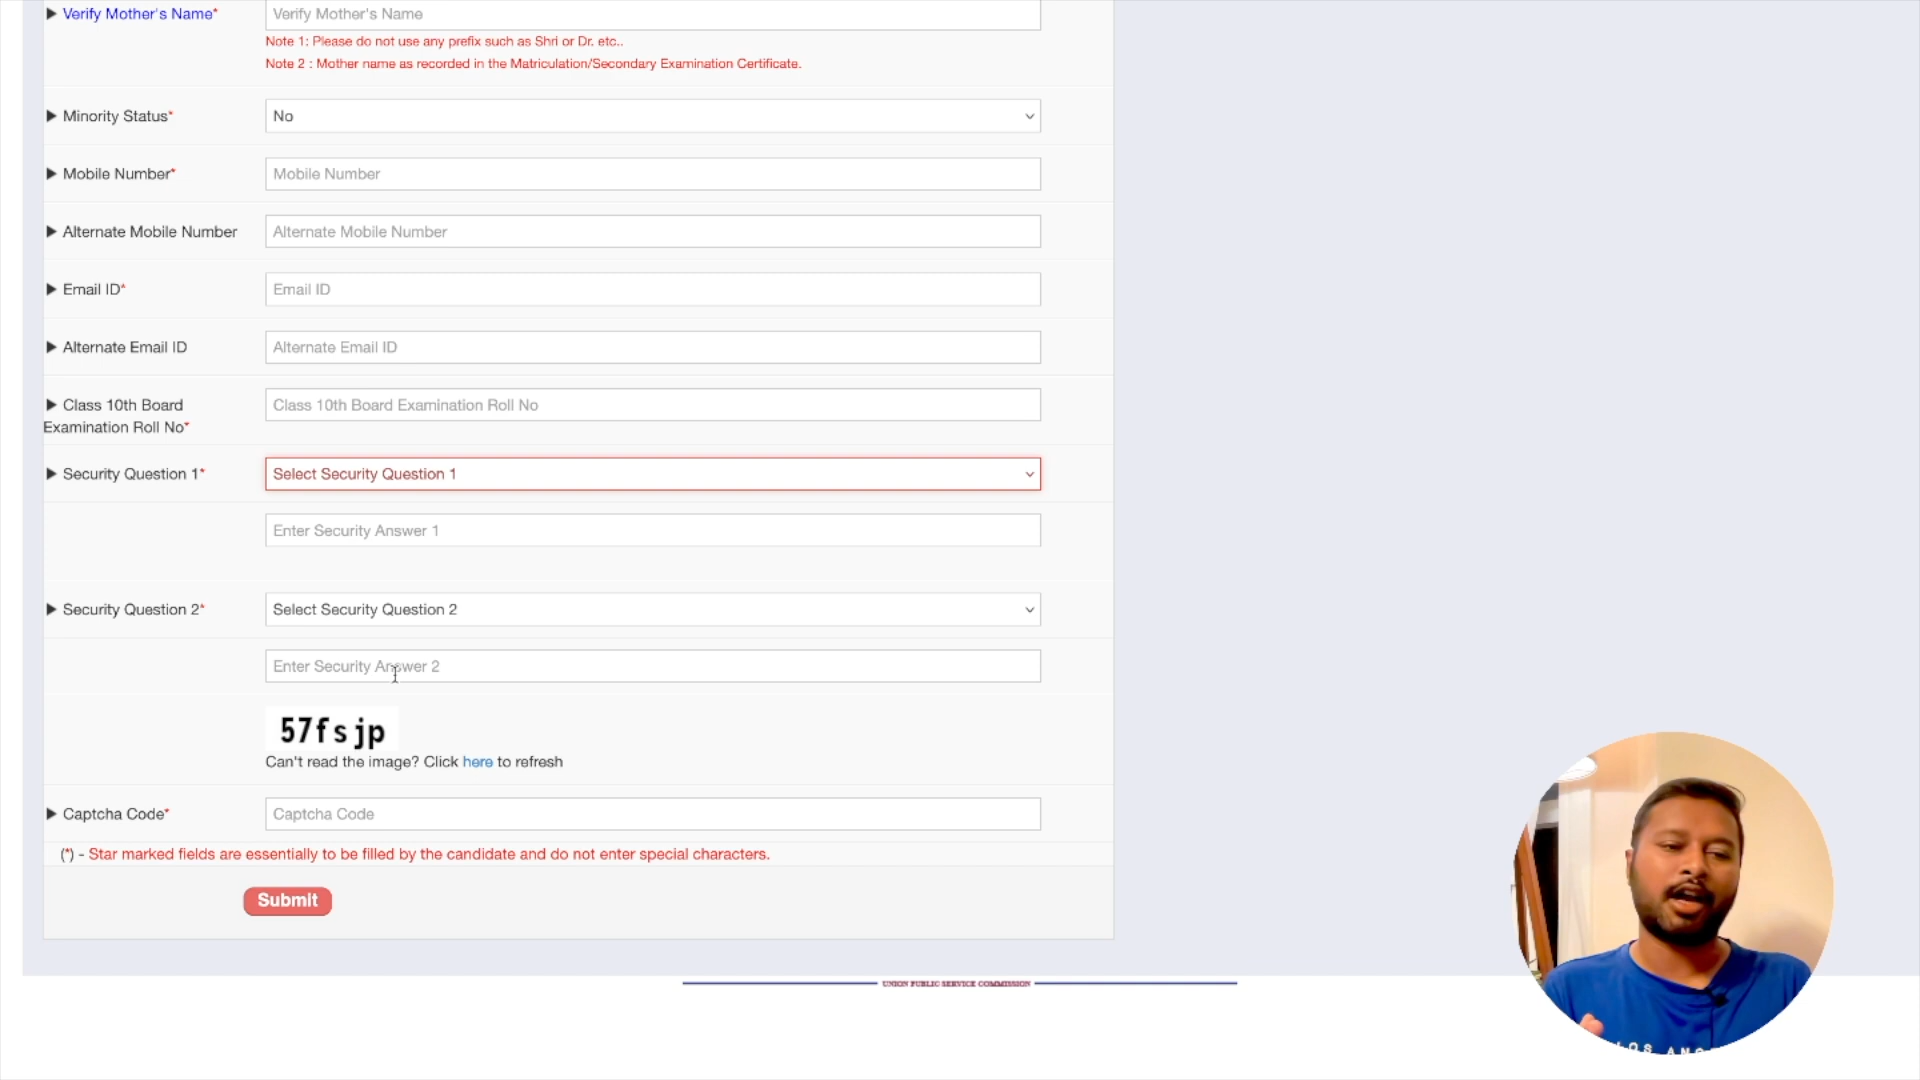 Verify Mother's Name*
Verify Mother's Name
Note 1: Please do not use any prefix such as Shri or Dr. etc..
Note 2 : Mother name as recorded in the Matriculation/Secondary Examination Certificate.
Minority Status*
No
Mobile Number*
Mobile Number
Alternate Mobile Number
Alternate Mobile Number
Email ID*
Email ID
Alternate Email ID
Alternate Email ID
Class 10th Board
Examination Roll No*
Class 10th Board Examination Roll No
Security Question 1*
Select Security Question 1
Enter Security Answer 1
Security Question 2*
Select Security Question 2
Enter Security Answer 2
57fsjp
Can't read the image? Click here to refresh
Captcha Code*
Captcha Code
(*) - Star marked fields are essentially to be filled by the candidate and do not enter special characters.
Submit
UNION PUBLIC SERVICE COMMISSION
LOS